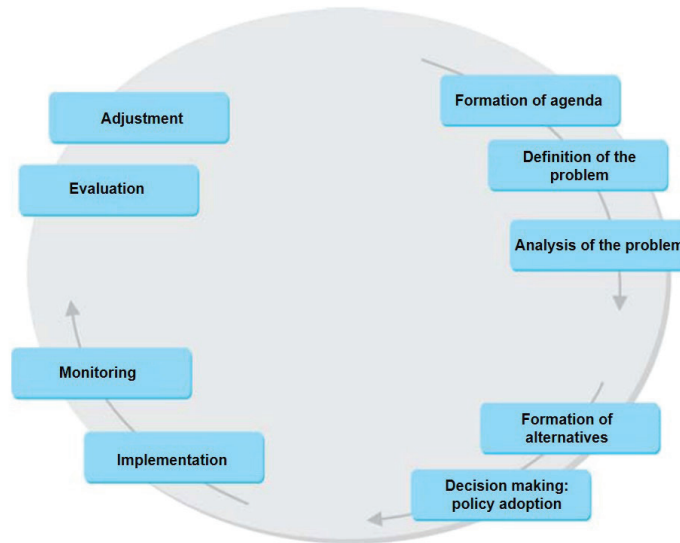 Formation of agenda
Definition of the
problem
Analysis of the problem
Formation of
alternatives
Decision making:
policy adoption
Implementation
Monitoring
Evaluation
Adjustment